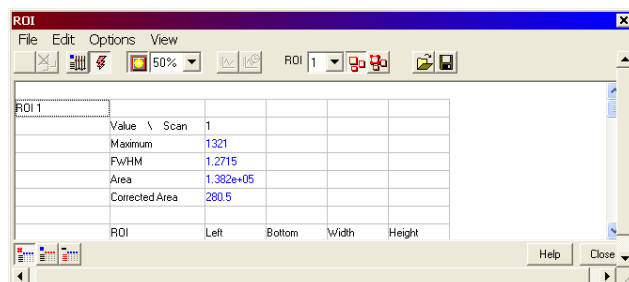 ROI
File Edit Options View
50% ROI 1
ROI 1
Value \ Scan 1
Maximum 1321
FWHM 1.2715
Area 1.382e+05
Corrected Area 280.5
ROI Left Bottom Width Height
Help Close